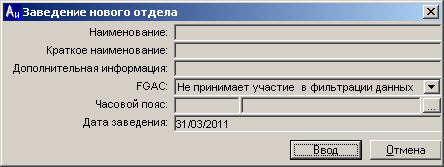 Аи Заведение нового отдела
Наименование:
Краткое наименование:
Дополнительная информация:
FGAC: Не принимает участие в фильтрации данных
Часовой пояс: ...
Дата заведения: 31/03/2011
Ввод Отмена